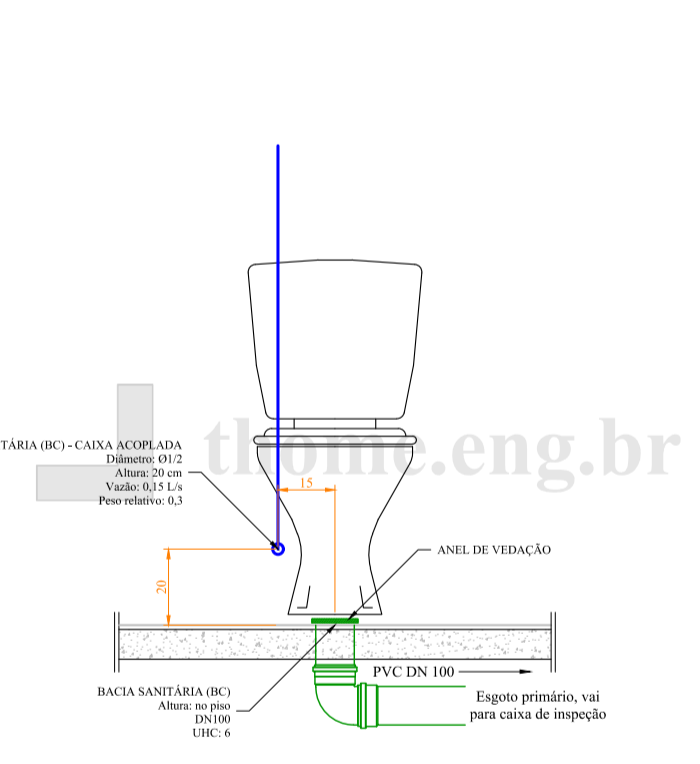 thome.eng.br
TÁRIA (BC) - CAIXA ACOPLADA
Diâmetro: Ø1/2
Altura: 20 cm
Vazão: 0,15 L/s
Peso relativo: 0,3
15
20
ANEL DE VEDAÇÃO
PVC DN 100
BACIA SANITÁRIA (BC)
Altura: no piso
DN100
UHC: 6
Esgoto primário, vai
para caixa de inspeção